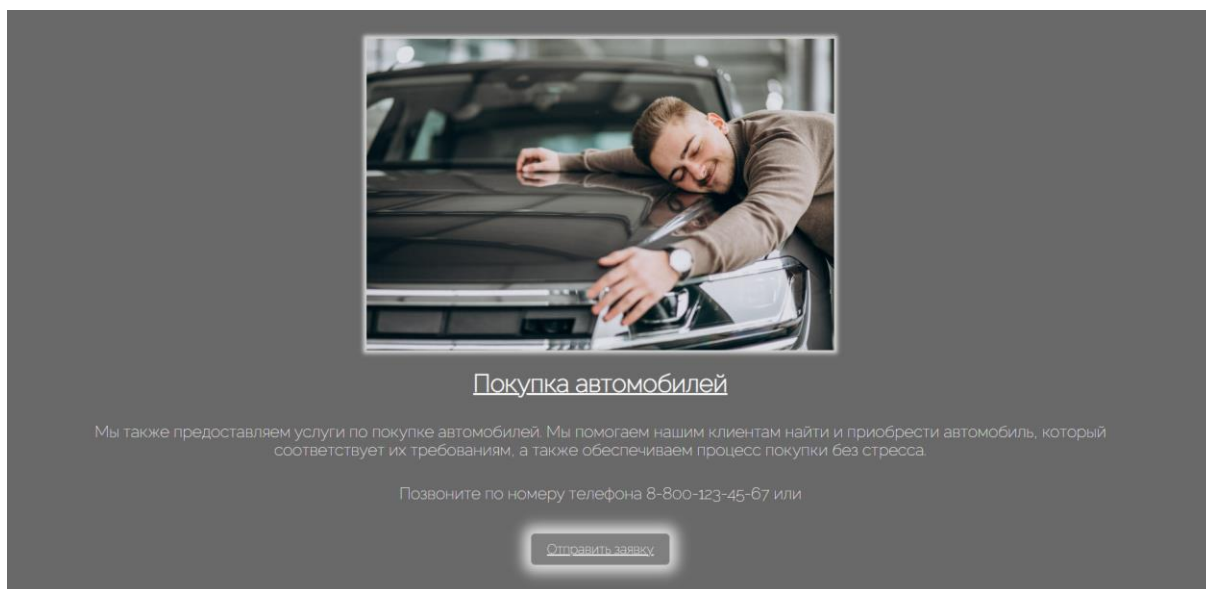 Покупка автомобилей
Мы также предоставляем услуги по покупке автомобилей. Мы помогаем нашим клиентам найти и приобрести автомобиль, который
соответствует их требованиям, а также обеспечиваем процесс покупки без стресса.
Позвоните по номеру телефона 8-800-123-45-67 или
Отправить заявку